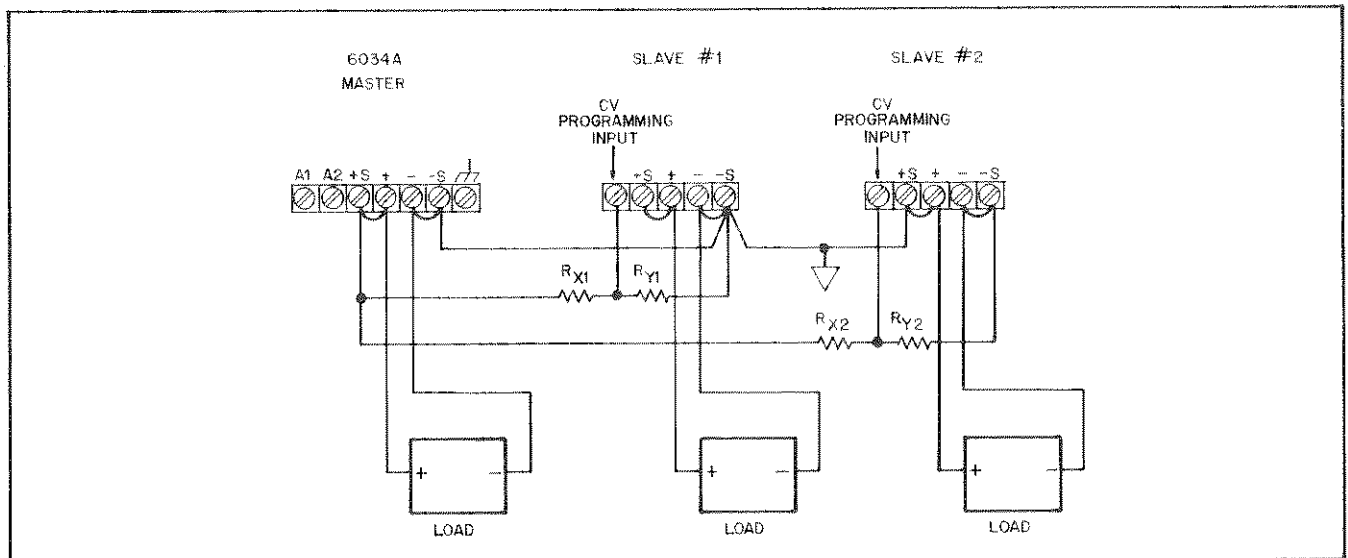 6034A
MASTER
SLAVE #1
SLAVE #2
CV
PROGRAMMING
INPUT
CV
PROGRAMMING
INPUT
A1 A2 +S + - -S
+S + - -S
+S + - -S
RX1 RY1
RX2 RY2
+ -
LOAD
+ -
LOAD
+ -
LOAD